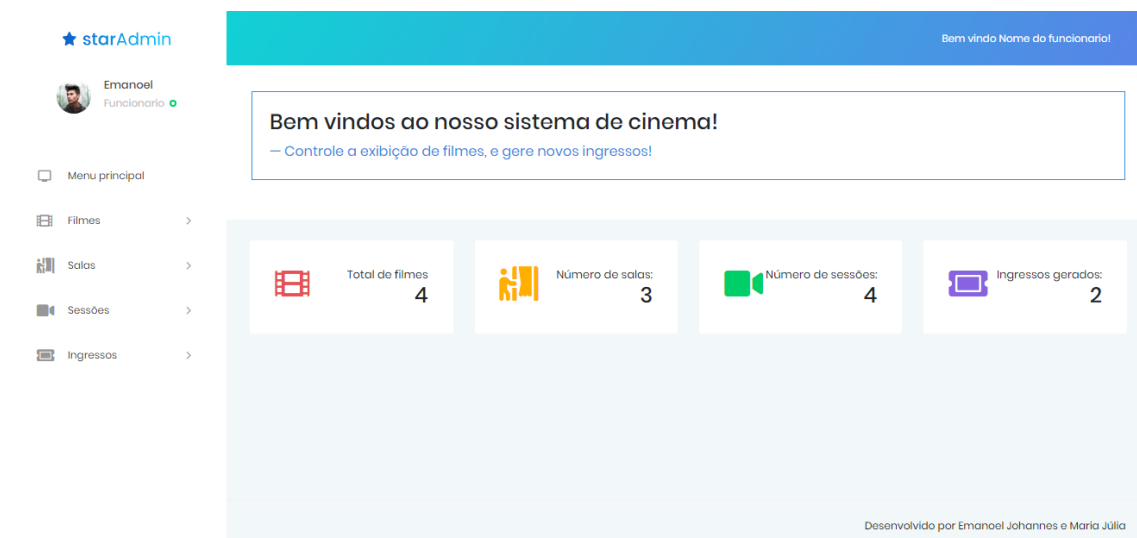 starAdmin
Bem vindo Nome do funcionario!
Emanoel
Funcionario
Menu principal
Filmes
Salas
Sessões
Ingressos
Bem vindos ao nosso sistema de cinema!
— Controle a exibição de filmes, e gere novos ingressos!
Total de filmes
4
Número de salas:
3
Número de sessões:
4
Ingressos gerados:
2
Desenvolvido por Emanoel Johannes e Maria Júlia